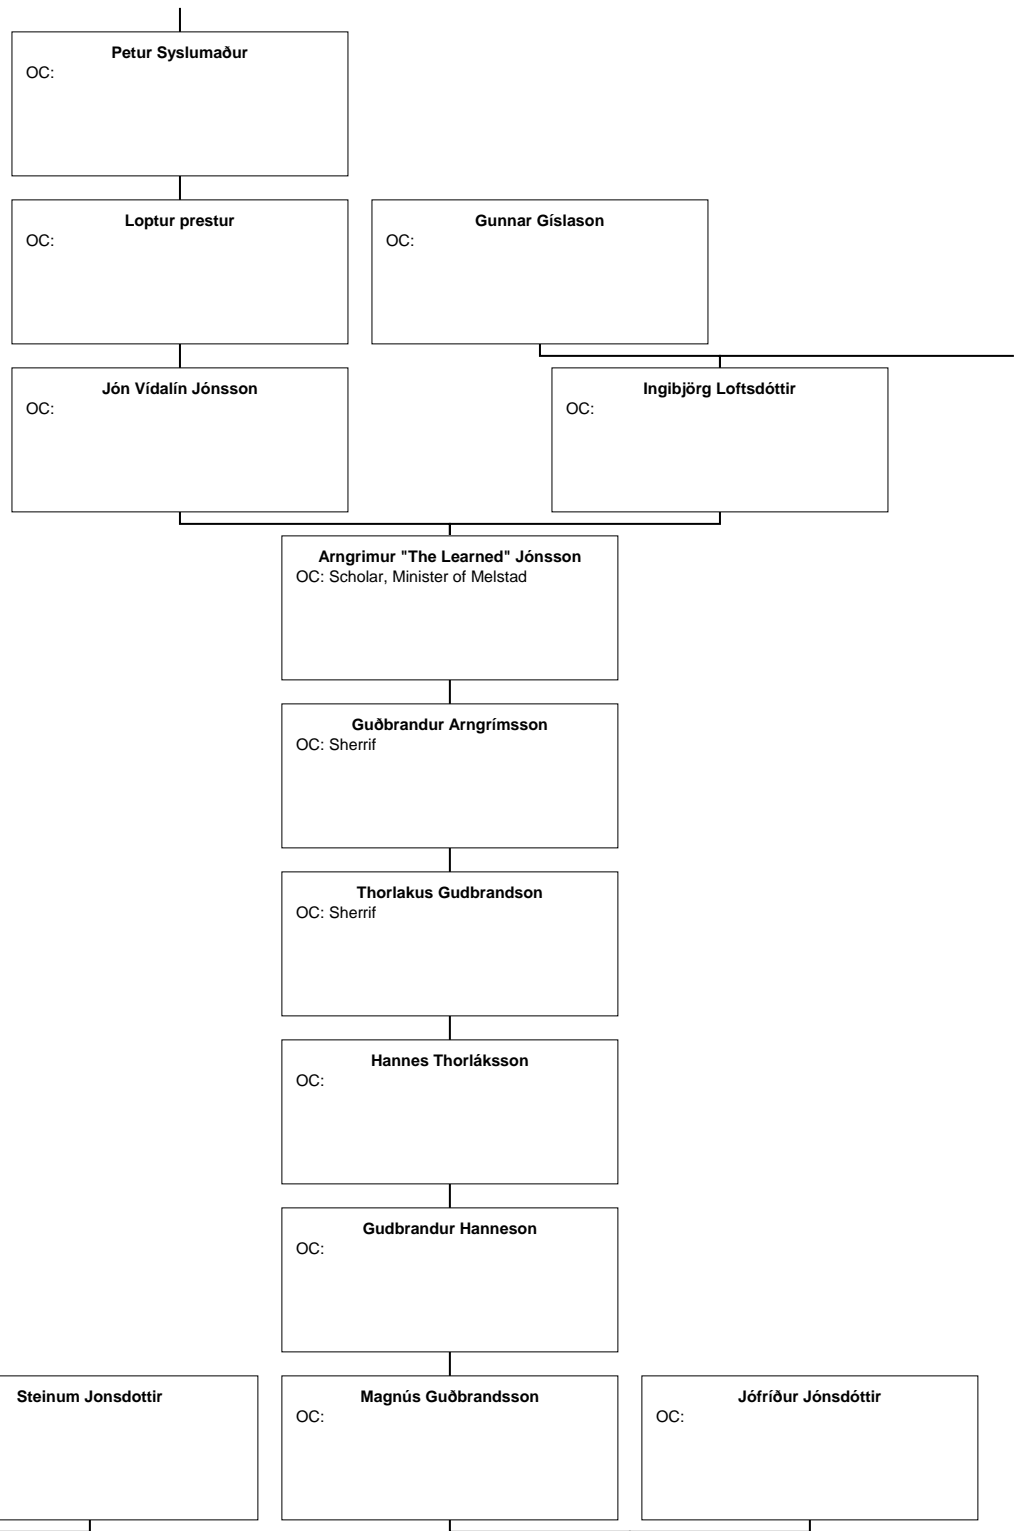 Petur Syslumaður
OC:
Loptur prestur
OC:
Gunnar Gíslason
OC:
Jón Vídalín Jónsson
OC:
Ingibjörg Loftsdóttir
OC:
Arngrimur "The Learned" Jónsson
OC: Scholar, Minister of Melstad
Guðbrandur Arngrímsson
OC: Sherrif
Thorlakus Gudbrandson
OC: Sherrif
Hannes Thorláksson
OC:
Gudbrandur Hanneson
OC:
Steinum Jonsdottir
Magnús Guðbrandsson
OC:
Jófríður Jónsdóttir
OC: